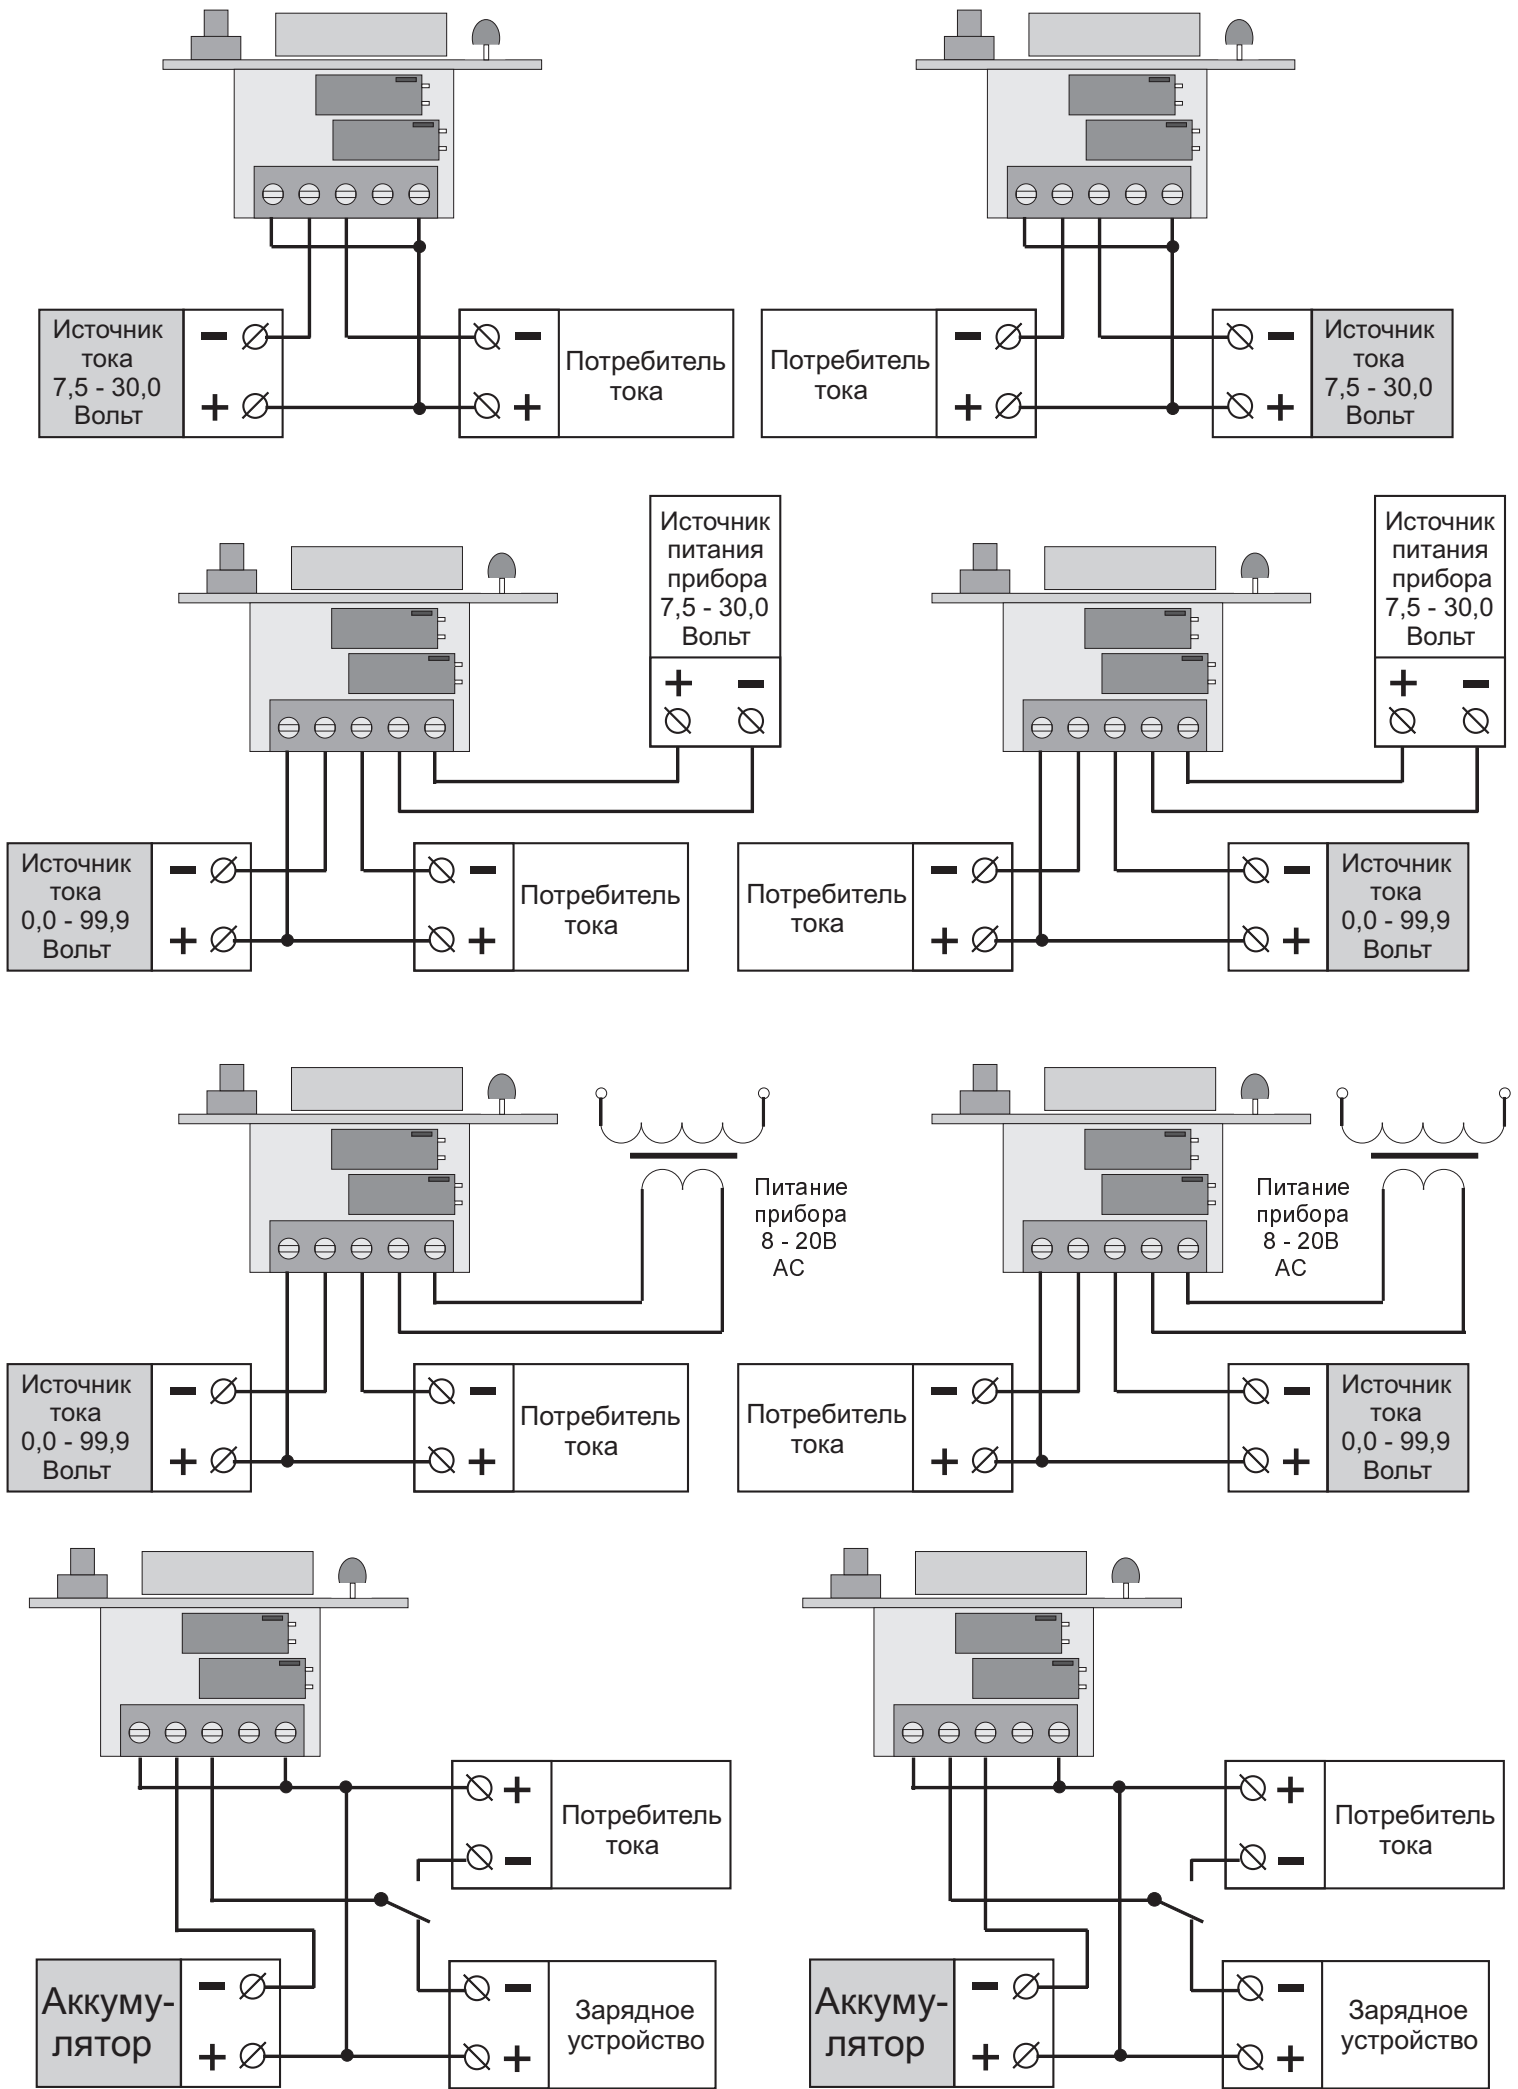 Источник
тока
7,5 - 30,0
Вольт
− +
− +
Потребитель
тока
Потребитель
тока
− +
− +
Источник
тока
7,5 - 30,0
Вольт
Источник
питания
прибора
7,5 - 30,0
Вольт
+ −
Источник
питания
прибора
7,5 - 30,0
Вольт
+ −
Источник
тока
0,0 - 99,9
Вольт
− +
− +
Потребитель
тока
Потребитель
тока
− +
− +
Источник
тока
0,0 - 99,9
Вольт
Питание
прибора
8 - 20В
АС
Питание
прибора
8 - 20В
АС
Источник
тока
0,0 - 99,9
Вольт
− +
− +
Потребитель
тока
Потребитель
тока
− +
− +
Источник
тока
0,0 - 99,9
Вольт
+ −
Потребитель
тока
+ −
Потребитель
тока
Аккуму-
лятор
− +
− +
Зарядное
устройство
Аккуму-
лятор
− +
− +
Зарядное
устройство